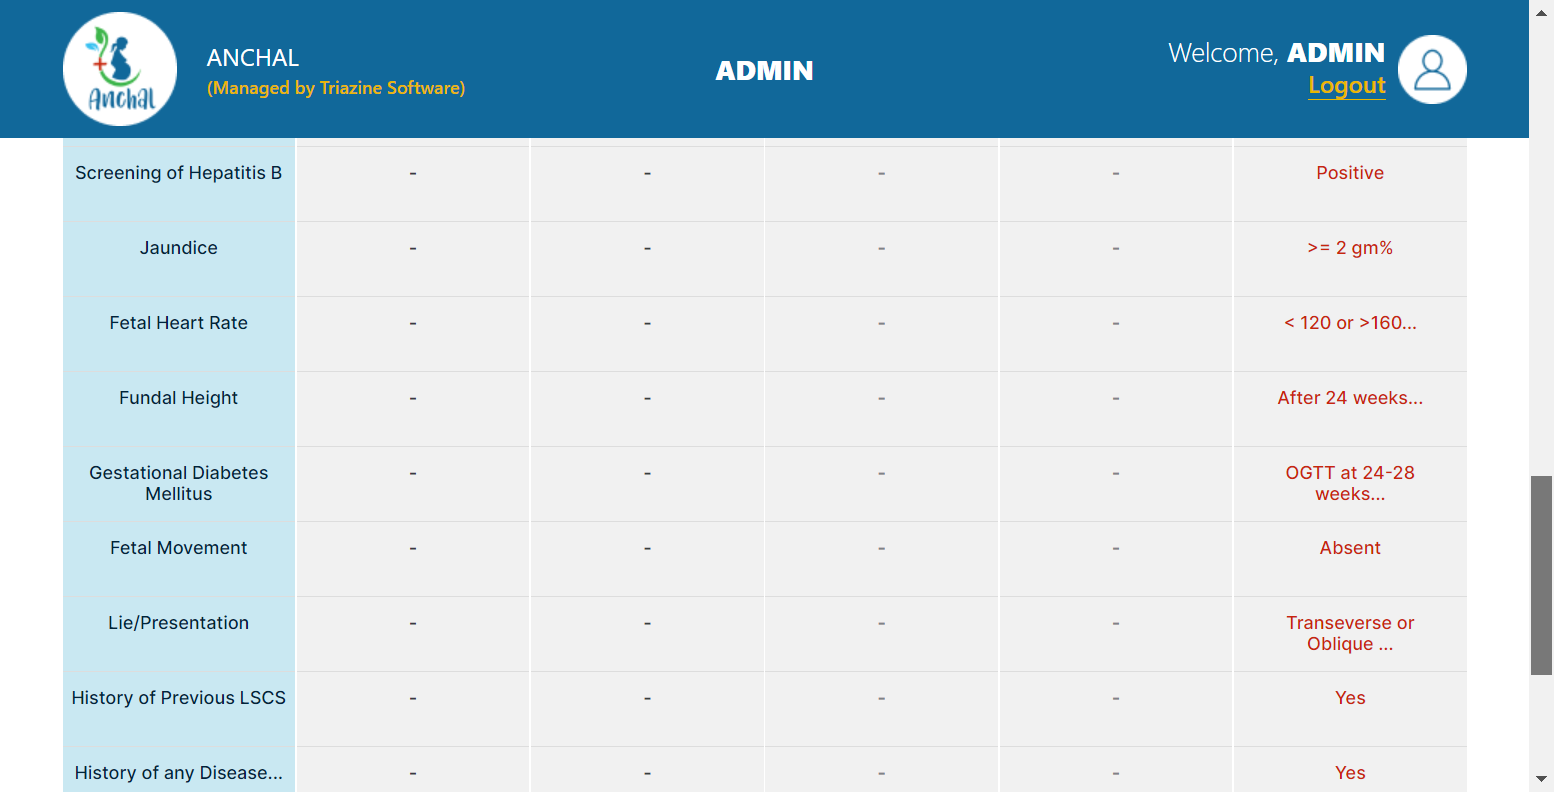 Anchal
ANCHAL
(Managed by Triazine Software)
ADMIN
Welcome, ADMIN
Logout
Screening of Hepatitis B - - - - Positive
Jaundice - - - - >= 2 gm%
Fetal Heart Rate - - - - < 120 or >160...
Fundal Height - - - - After 24 weeks...
Gestational Diabetes - - - - OGTT at 24-28
Mellitus weeks...
Fetal Movement - - - - Absent
Lie/Presentation - - - - Transeverse or
Oblique ...
History of Previous LSCS - - - - Yes
History of any Disease... - - - - Yes